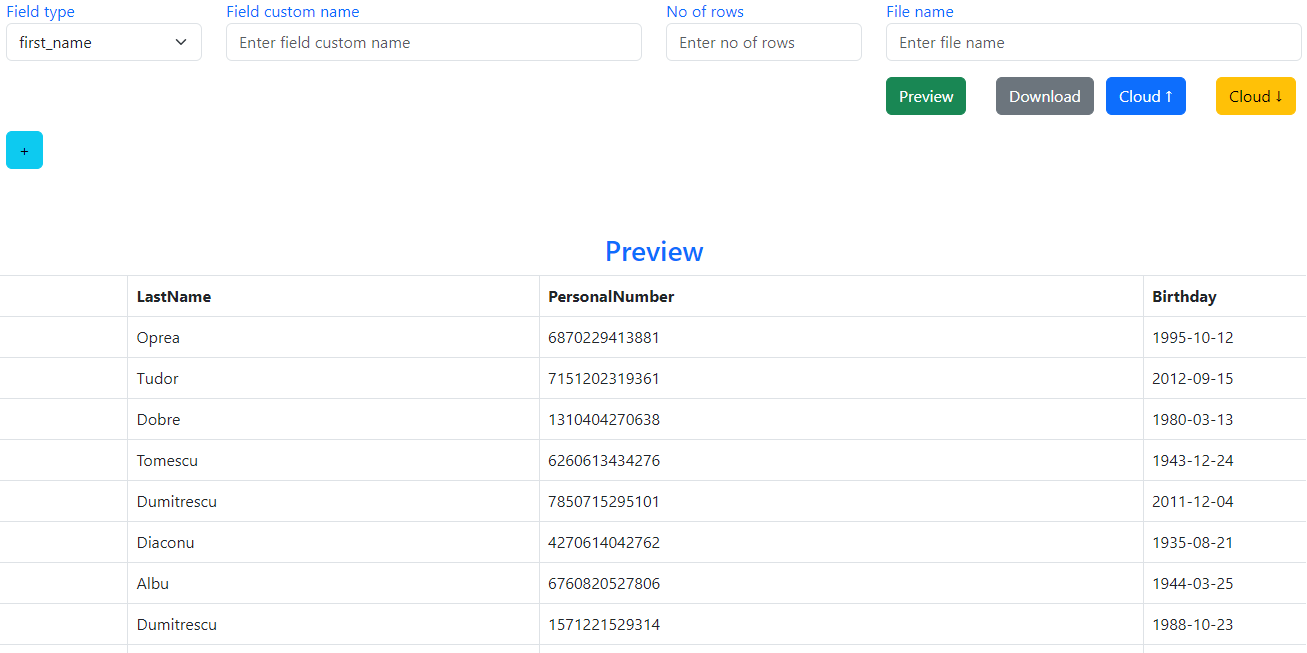 Field type Field custom name No of rows File name
first_name Enter field custom name Enter no of rows Enter file name
Preview Download Cloud ↑ Cloud ↓
+
Preview
LastName PersonalNumber Birthday
Oprea 6870229413881 1995-10-12
Tudor 7151202319361 2012-09-15
Dobre 1310404270638 1980-03-13
Tomescu 6260613434276 1943-12-24
Dumitrescu 7850715295101 2011-12-04
Diaconu 4270614042762 1935-08-21
Albu 6760820527806 1944-03-25
Dumitrescu 1571221529314 1988-10-23